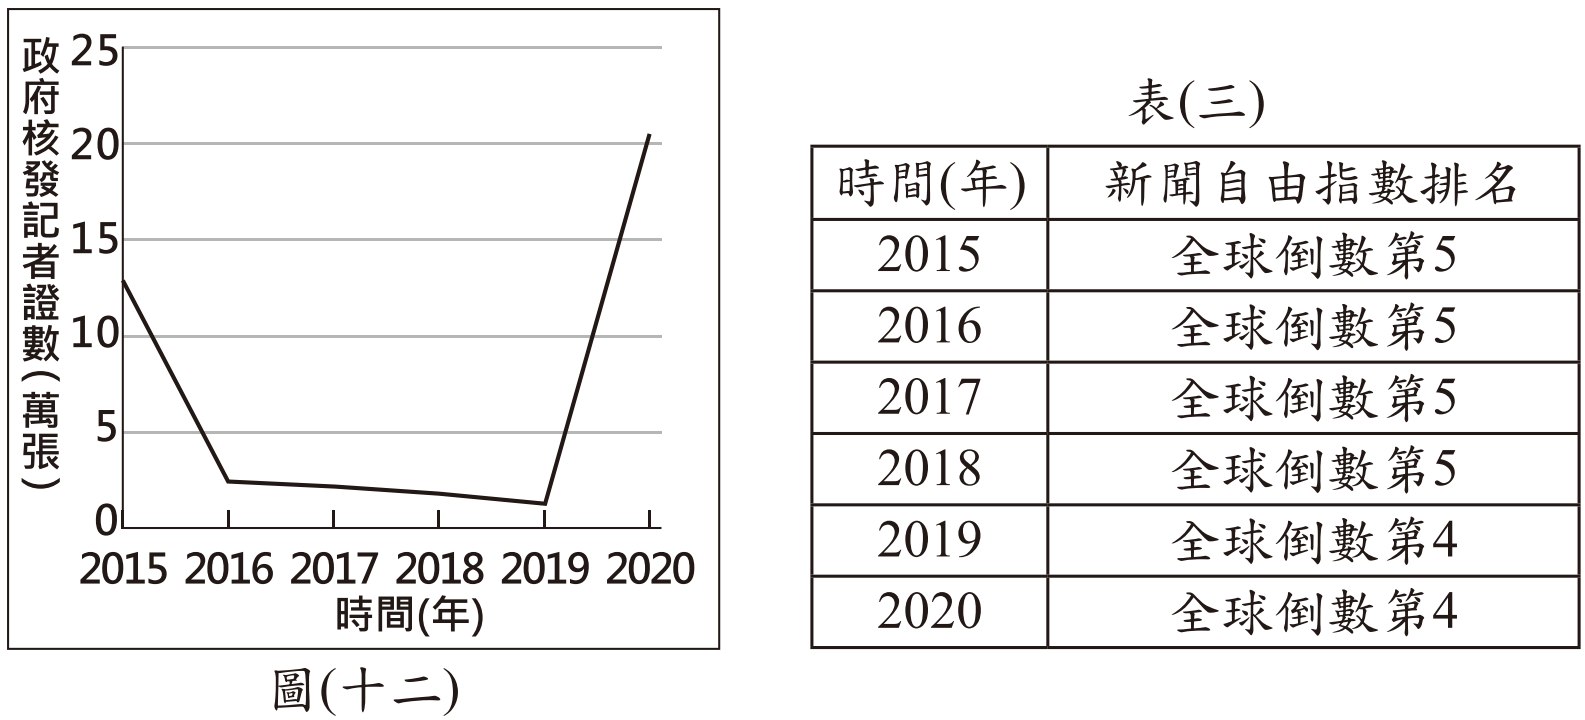 政府核發記者證數(萬張)
25
20
15
10
5
0
2015 2016 2017 2018 2019 2020
時間(年)
圖(十二)
表(三)
時間(年) 新聞自由指數排名
2015 全球倒數第5
2016 全球倒數第5
2017 全球倒數第5
2018 全球倒數第5
2019 全球倒數第4
2020 全球倒數第4